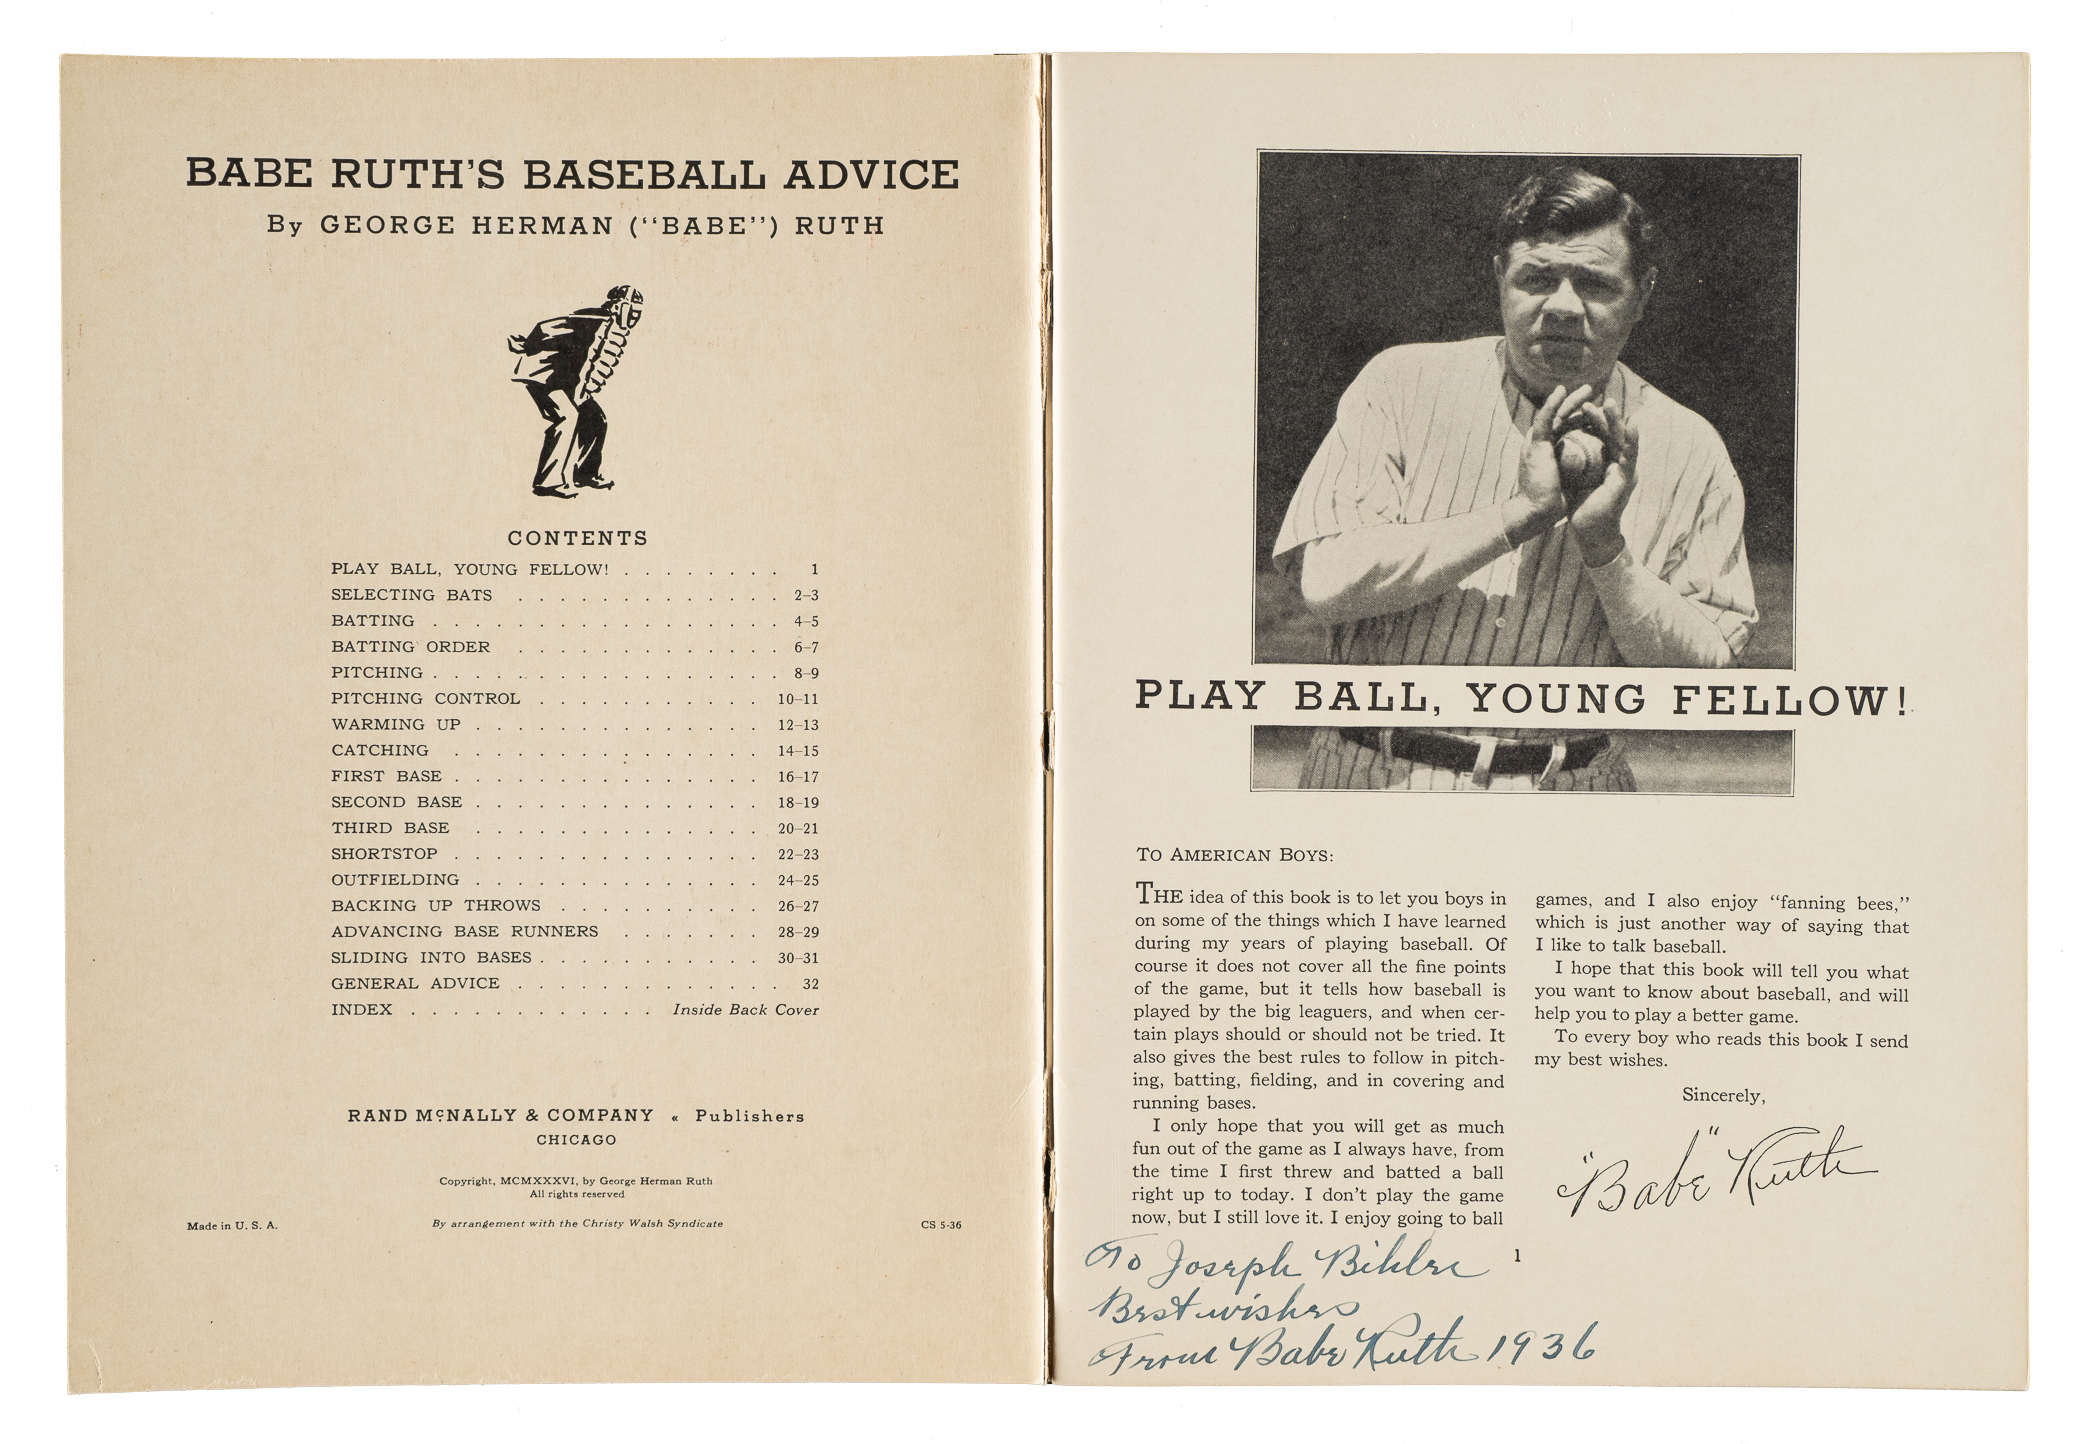 BABE RUTH'S BASEBALL ADVICE
By GEORGE HERMAN (“BABE”) RUTH
CONTENTS
PLAY BALL, YOUNG FELLOW! . . . . . . . . 1
SELECTING BATS . . . . . . . . . . . . . 2–3
BATTING . . . . . . . . . . . . . . . . . 4–5
BATTING ORDER . . . . . . . . . . . . . 6–7
PITCHING . . . . . . . . . . . . . . . . . 8–9
PITCHING CONTROL . . . . . . . . . . . 10–11
WARMING UP . . . . . . . . . . . . . . 12–13
CATCHING . . . . . . . . . . . . . . . 14–15
FIRST BASE . . . . . . . . . . . . . . . 16–17
SECOND BASE . . . . . . . . . . . . . . 18–19
THIRD BASE . . . . . . . . . . . . . . 20–21
SHORTSTOP . . . . . . . . . . . . . . . 22–23
OUTFIELDING . . . . . . . . . . . . . . 24–25
BACKING UP THROWS . . . . . . . . . . 26–27
ADVANCING BASE RUNNERS . . . . . . . 28–29
SLIDING INTO BASES . . . . . . . . . . . 30–31
GENERAL ADVICE . . . . . . . . . . . . . 32
INDEX . . . . . . . . . . . . Inside Back Cover
RAND McNALLY & COMPANY « Publishers
CHICAGO
Copyright, MCMXXXVI, by George Herman Ruth
All rights reserved
Made in U. S. A. By arrangement with the Christy Walsh Syndicate CS 5-36
PLAY BALL, YOUNG FELLOW!
TO AMERICAN BOYS:
THE idea of this book is to let you boys in
on some of the things which I have learned
during my years of playing baseball. Of
course it does not cover all the fine points
of the game, but it tells how baseball is
played by the big leaguers, and when cer-
tain plays should or should not be tried. It
also gives the best rules to follow in pitch-
ing, batting, fielding, and in covering and
running bases.
I only hope that you will get as much
fun out of the game as I always have, from
the time I first threw and batted a ball
right up to today. I don't play the game
now, but I still love it. I enjoy going to ball
games, and I also enjoy “fanning bees,”
which is just another way of saying that
I like to talk baseball.
I hope that this book will tell you what
you want to know about baseball, and will
help you to play a better game.
To every boy who reads this book I send
my best wishes.
Sincerely,
"Babe" Ruth
1
To Joseph Bihler
Best wishes
From Babe Ruth 1936